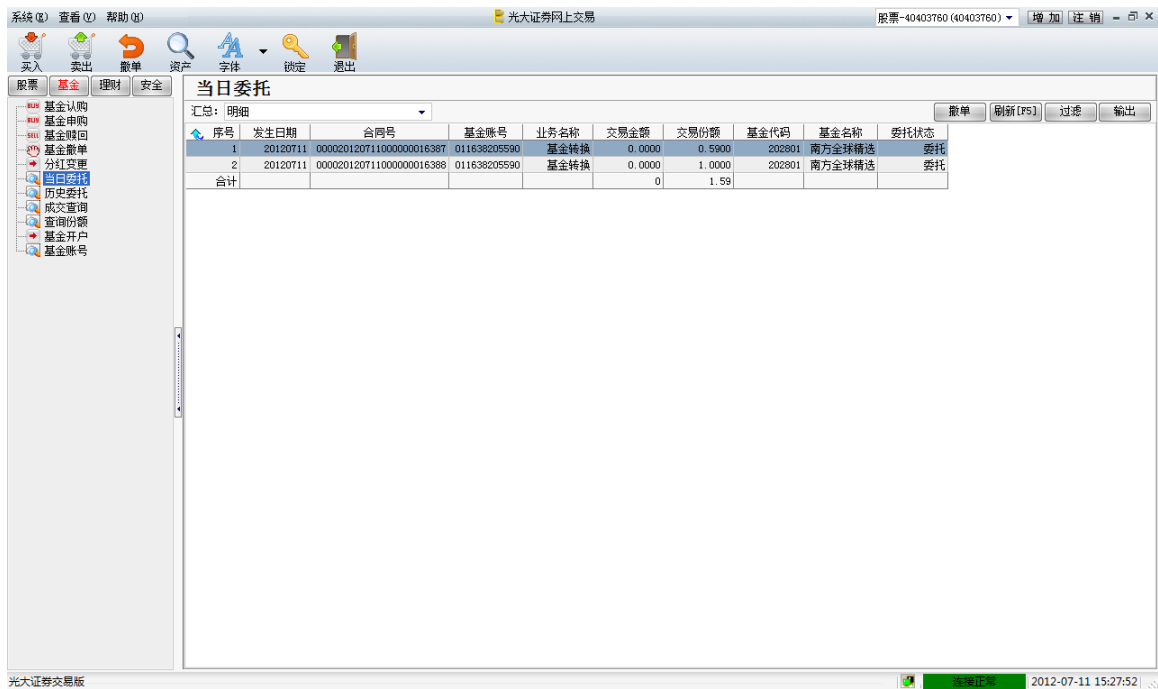 系统(X) 查看(V) 帮助(H) 光大证券网上交易 股票-40403760(40403760) 增 加 注 销
买入 卖出 撤单 资产 字体 锁定 退出
股票 基金 理财 安全
基金认购
基金申购
基金赎回
基金撤单
分红变更
当日委托
历史委托
成交查询
查询份额
基金开户
基金账号
当日委托
汇总: 明细 撤单 刷新[F5] 过滤 输出
序号 发生日期 合同号 基金账号 业务名称 交易金额 交易份额 基金代码 基金名称 委托状态
1 20120711 000020120711000000016387 011638205590 基金转换 0.0000 0.5900 202801 南方全球精选 委托
2 20120711 000020120711000000016388 011638205590 基金转换 0.0000 1.0000 202801 南方全球精选 委托
合计 0 1.59
光大证券交易版 连接正常 2012-07-11 15:27:52